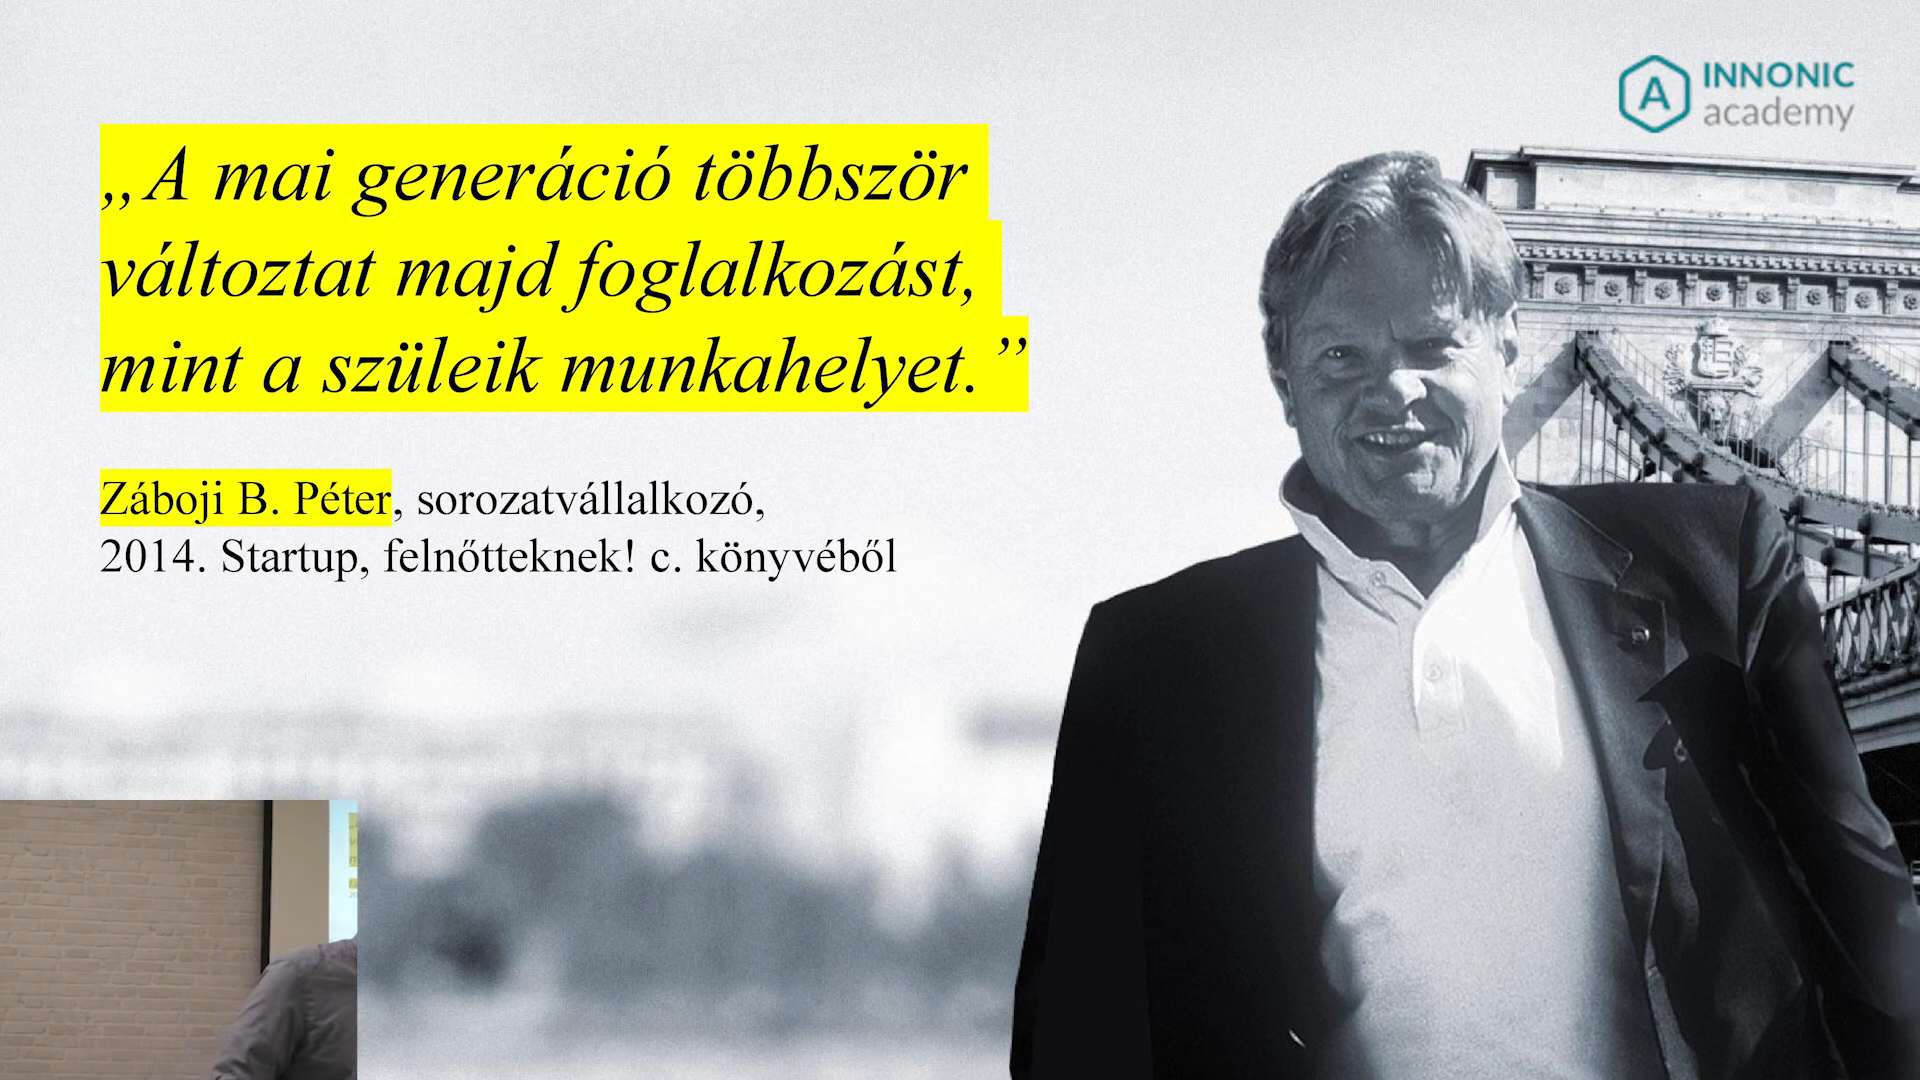 INNONIC
academy
„A mai generáció többször
változtat majd foglalkozást,
mint a szüleik munkahelyet.”
Záboji B. Péter, sorozatvállalkozó,
2014. Startup, felnőtteknek! c. könyvéből